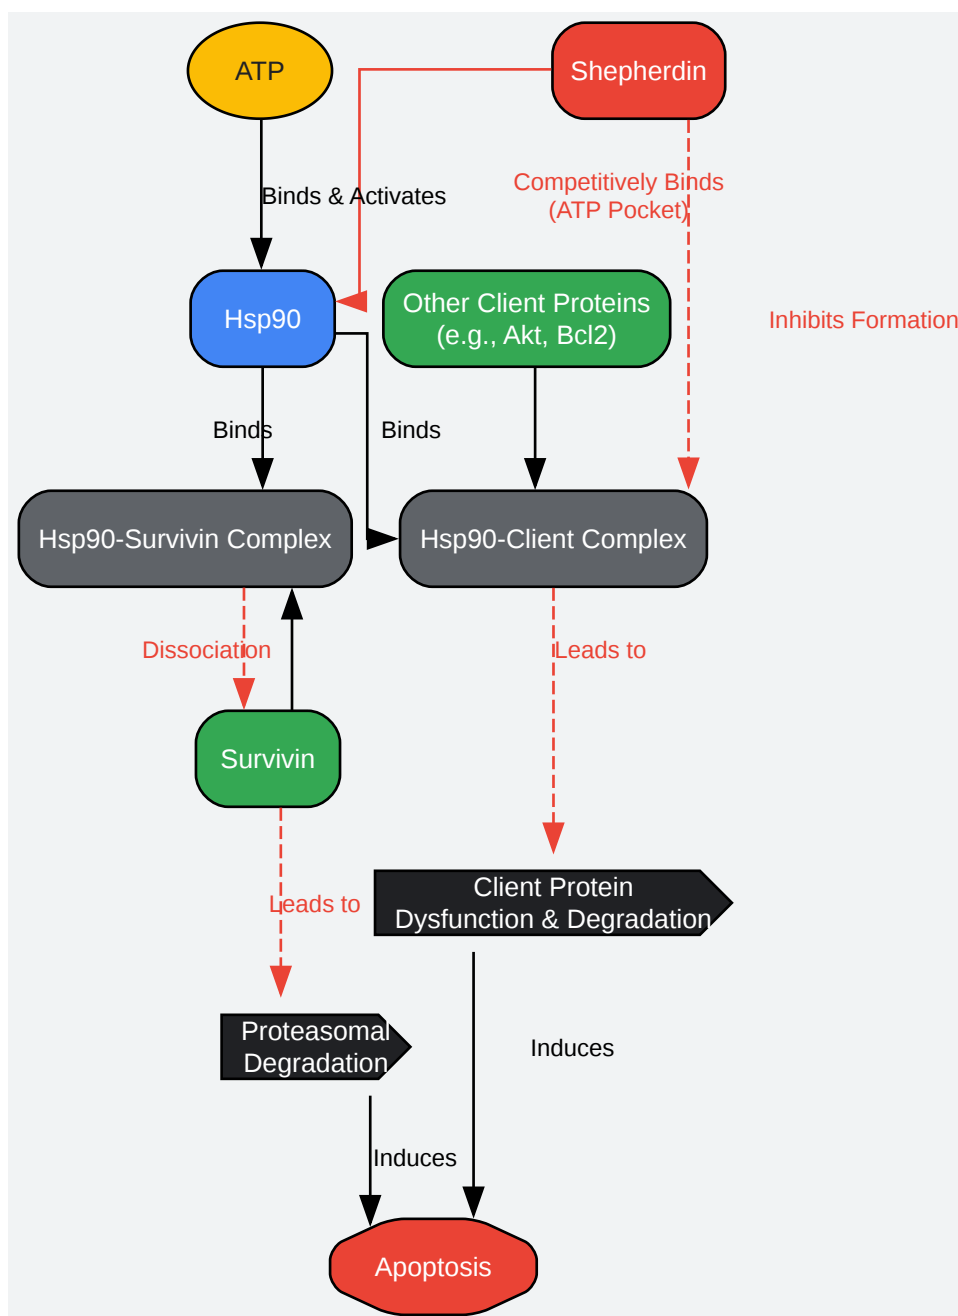 ATP
Shepherdin
Binds & Activates
Competitively Binds
(ATP Pocket)
Hsp90
Other Client Proteins
(e.g., Akt, Bcl2)
Inhibits Formation
Binds
Binds
Hsp90-Survivin Complex
Hsp90-Client Complex
Dissociation
Leads to
Survivin
Leads to
Client Protein
Dysfunction & Degradation
Proteasomal
Degradation
Induces
Induces
Apoptosis